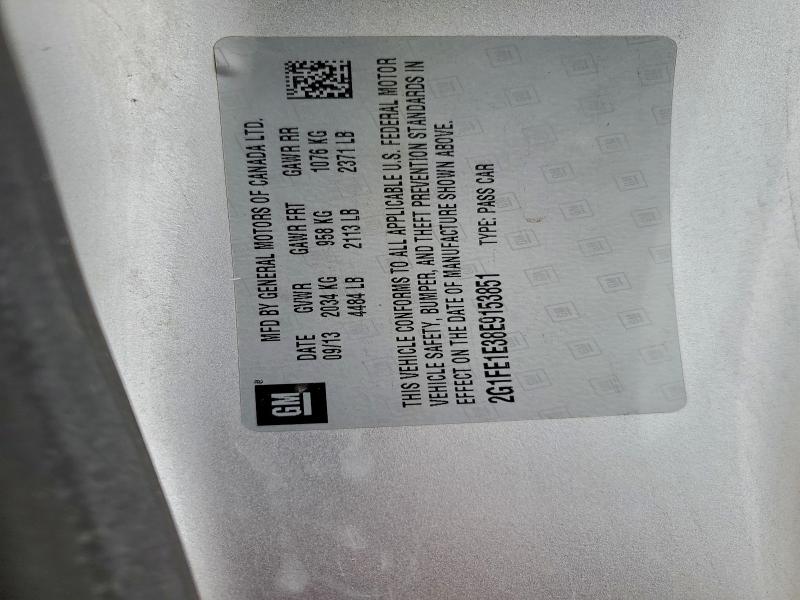 GM
®
MFD BY GENERAL MOTORS OF CANADA LTD.
DATE GVWR GAWR FRT GAWR RR
09/13 2034 KG 958 KG 1076 KG
4484 LB 2113 LB 2371 LB
THIS VEHICLE CONFORMS TO ALL APPLICABLE U.S. FEDERAL MOTOR
VEHICLE SAFETY, BUMPER, AND THEFT PREVENTION STANDARDS IN
EFFECT ON THE DATE OF MANUFACTURE SHOWN ABOVE.
2G1FE1E38E9153851 TYPE: PASS CAR